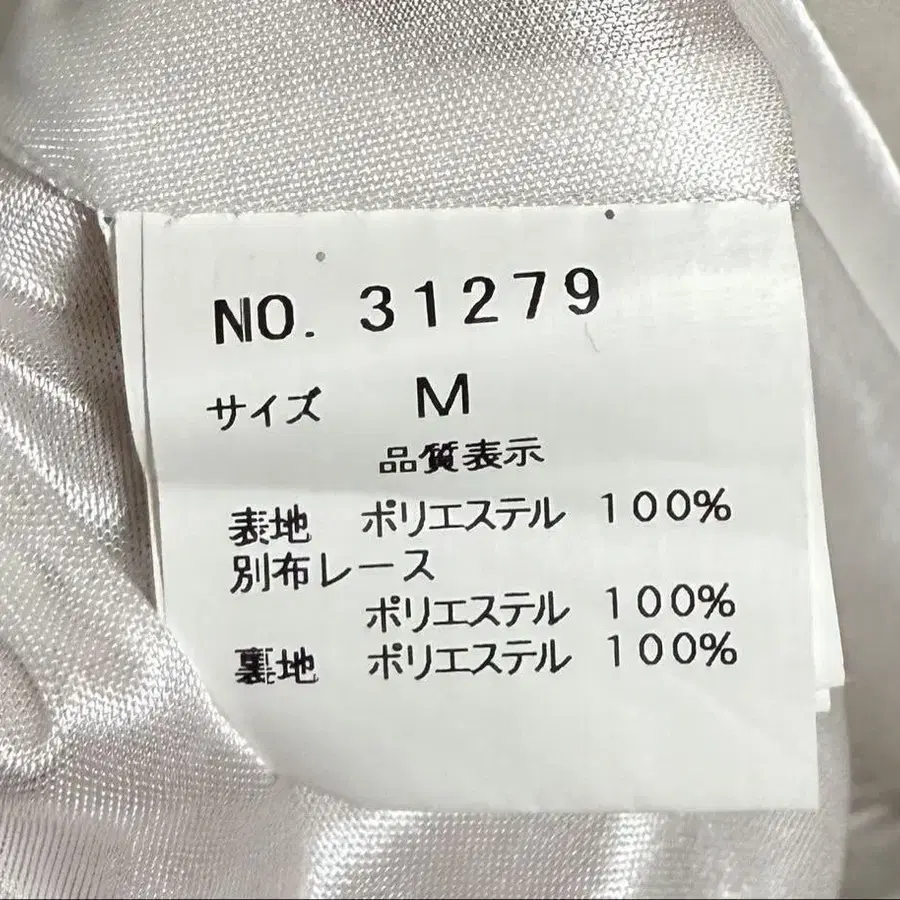 NO. 31279
サイズ M
品質表示
表地 ポリエステル 100%
別布レース
ポリエステル 100%
裏地 ポリエステル 100%